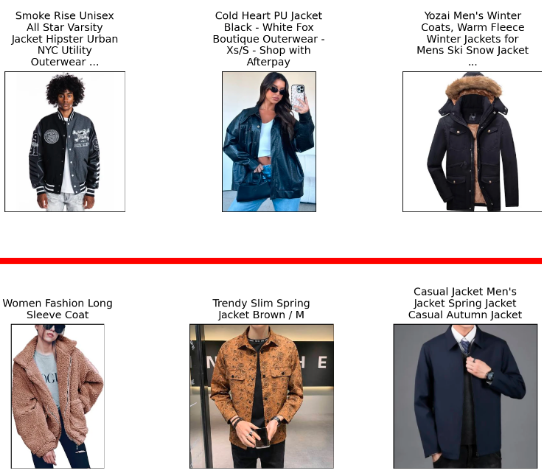 Smoke Rise Unisex
All Star Varsity
Jacket Hipster Urban
NYC Utility
Outerwear ...
Cold Heart PU Jacket
Black - White Fox
Boutique Outerwear -
Xs/S - Shop with
Afterpay
Yozai Men's Winter
Coats, Warm Fleece
Winter Jackets for
Mens Ski Snow Jacket
...
Women Fashion Long
Sleeve Coat
Trendy Slim Spring
Jacket Brown / M
Casual Jacket Men's
Jacket Spring Jacket
Casual Autumn Jacket